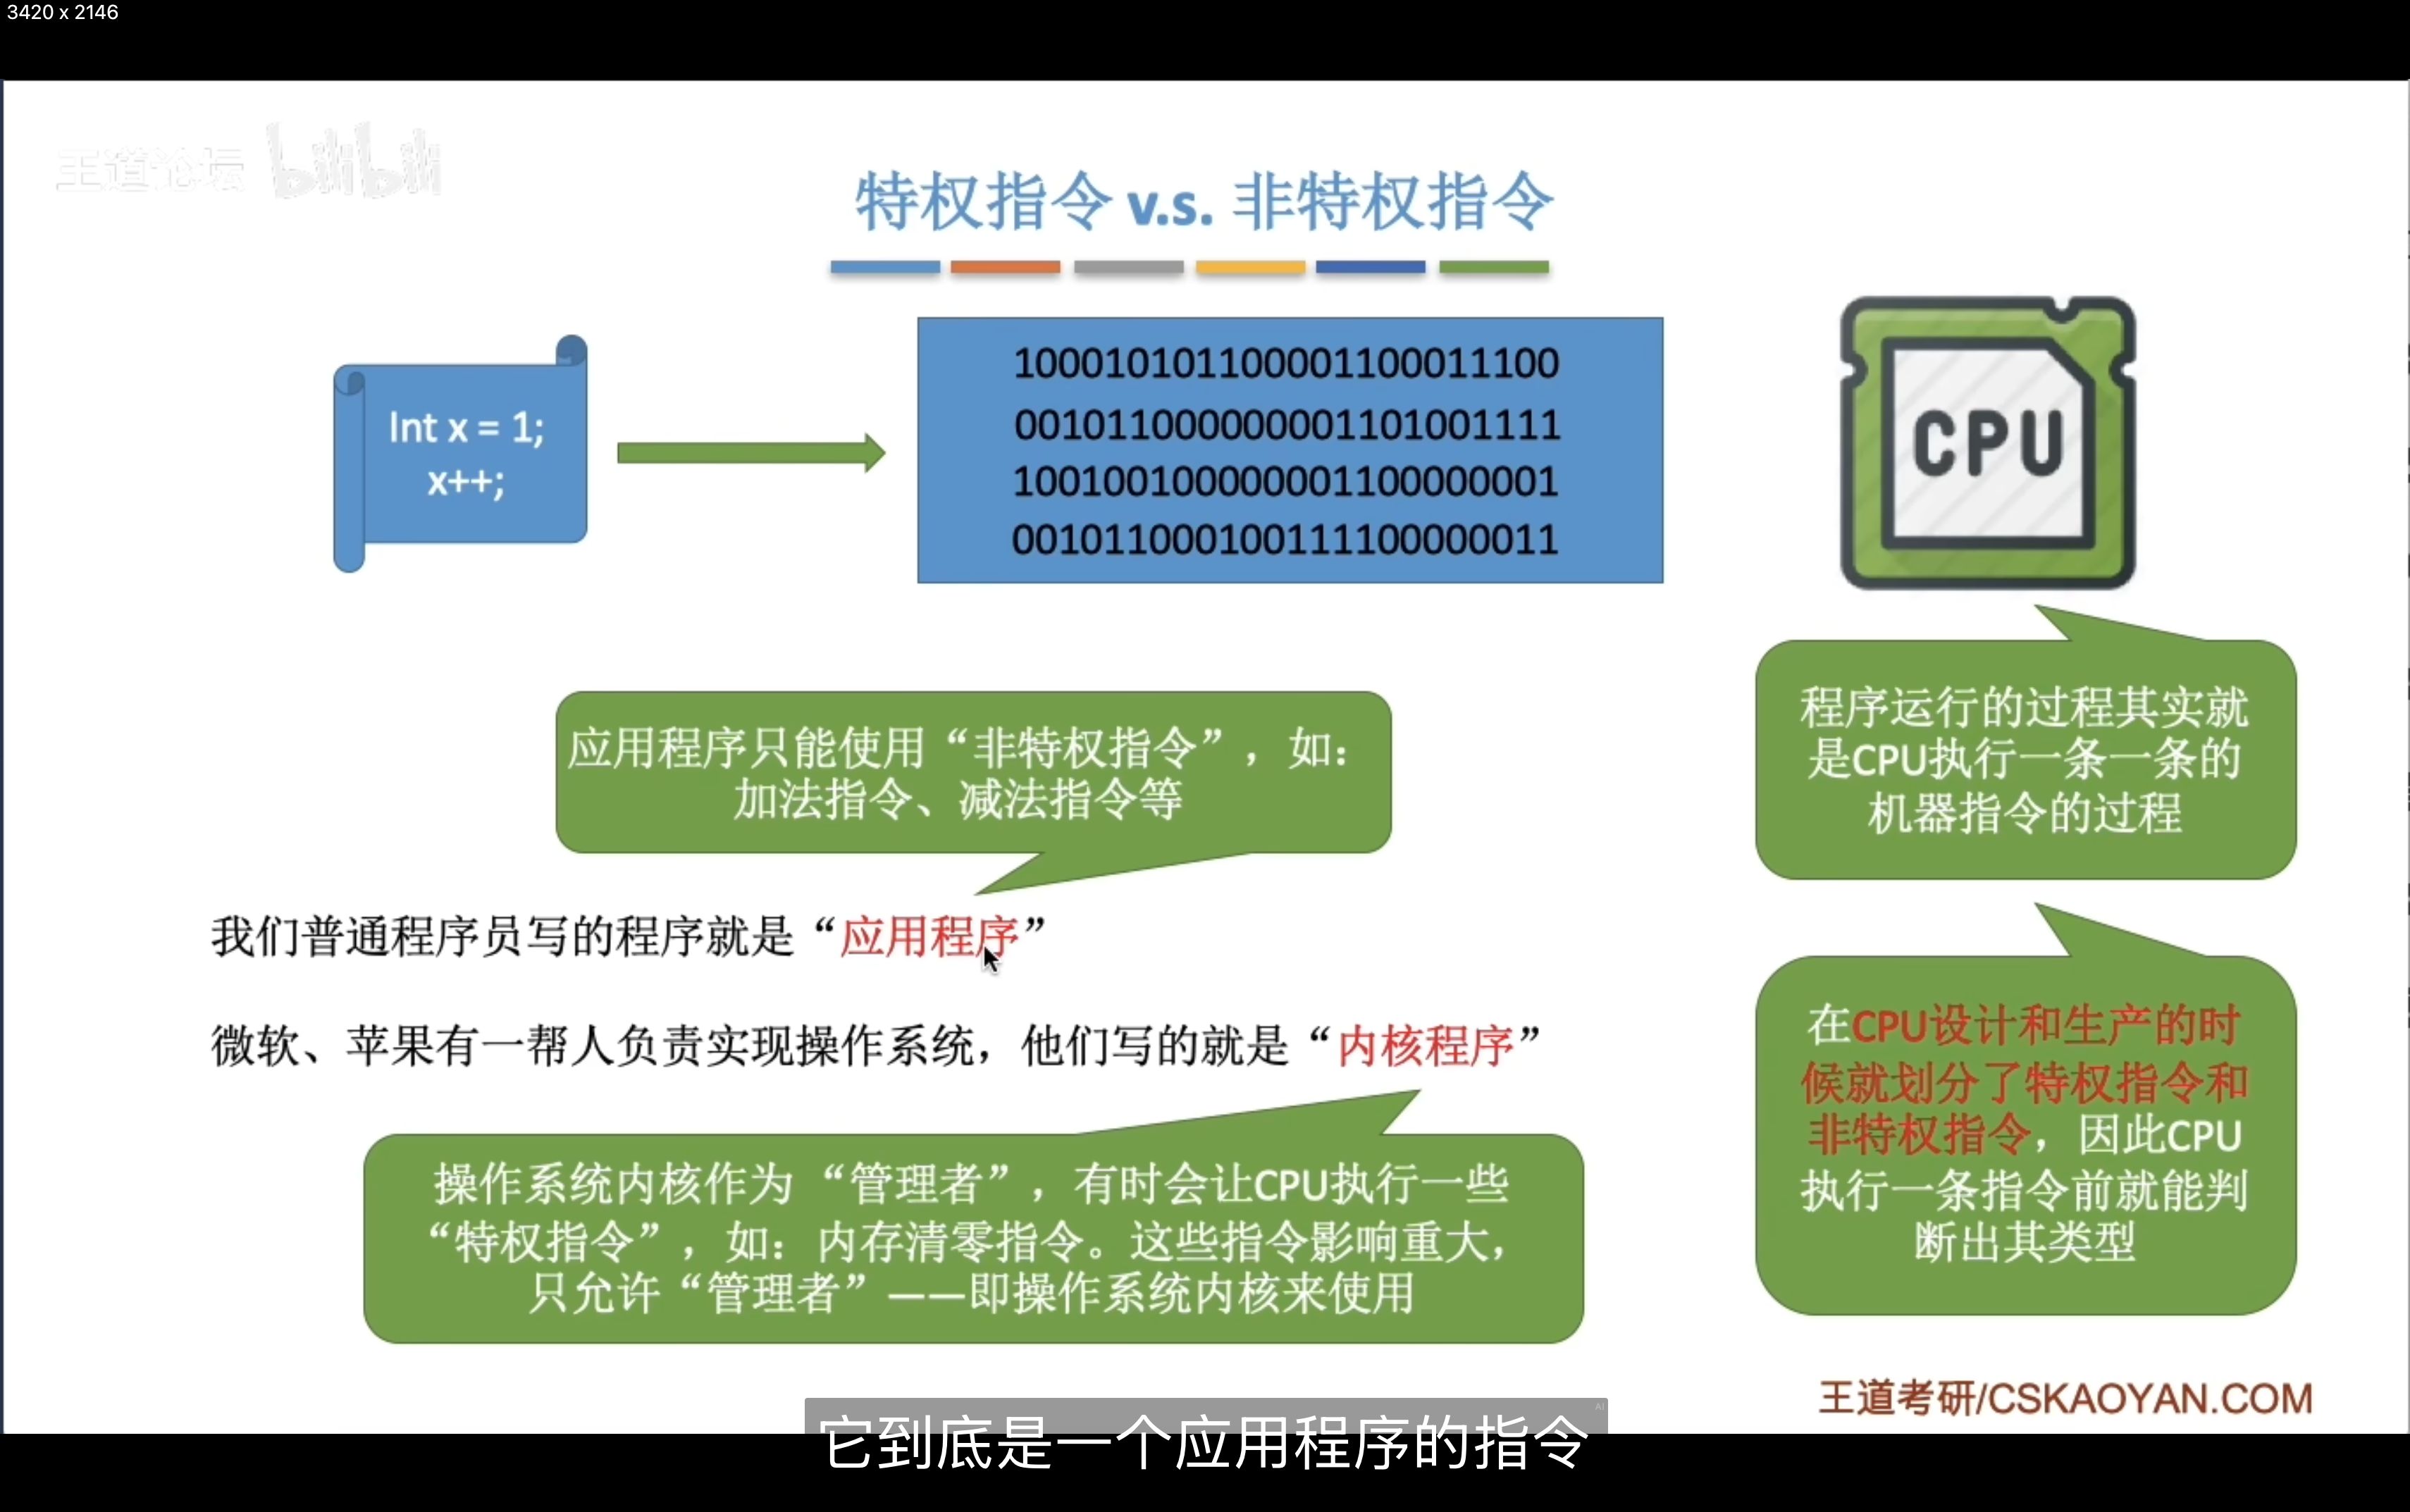 3420 x 2146
王道论坛 bilibili
特权指令 v.s. 非特权指令
Int x = 1;
x++;
100010101100001100011100
001011000000001101001111
100100100000001100000001
001011000100111100000011
CPU
应用程序只能使用“非特权指令”，如：
加法指令、减法指令等
程序运行的过程其实就
是CPU执行一条一条的
机器指令的过程
我们普通程序员写的程序就是“应用程序”
微软、苹果有一帮人负责实现操作系统，他们写的就是“内核程序”
在CPU设计和生产的时
候就划分了特权指令和
非特权指令，因此CPU
执行一条指令前就能判
断出其类型
操作系统内核作为 “管理者”，有时会让CPU执行一些
“特权指令”，如：内存清零指令。这些指令影响重大，
只允许“管理者”——即操作系统内核来使用
王道考研/CSKAOYAN.COM
AI
它到底是一个应用程序的指令